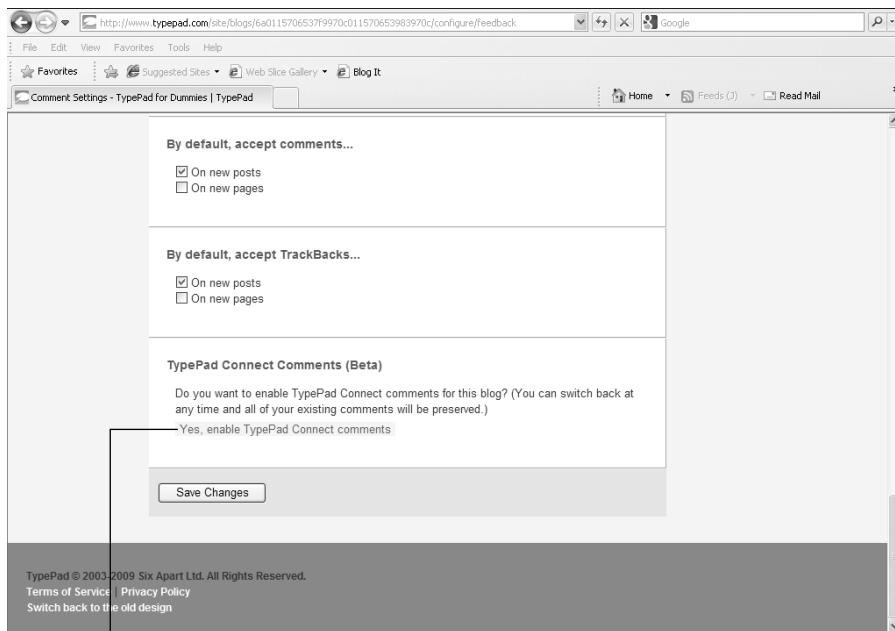 http://www.typepad.com/site/blogs/6a0115706537f9970c011570653983970c/configure/feedback
Google
File Edit View Favorites Tools Help
Favorites Suggested Sites Web Slice Gallery Blog It
Comment Settings - TypePad for Dummies | TypePad Home Feeds (J) Read Mail
By default, accept comments...
On new posts
On new pages
By default, accept TrackBacks...
On new posts
On new pages
TypePad Connect Comments (Beta)
Do you want to enable TypePad Connect comments for this blog? (You can switch back at
any time and all of your existing comments will be preserved.)
Yes, enable TypePad Connect comments
Save Changes
TypePad © 2003-2009 Six Apart Ltd. All Rights Reserved.
Terms of Service | Privacy Policy
Switch back to the old design